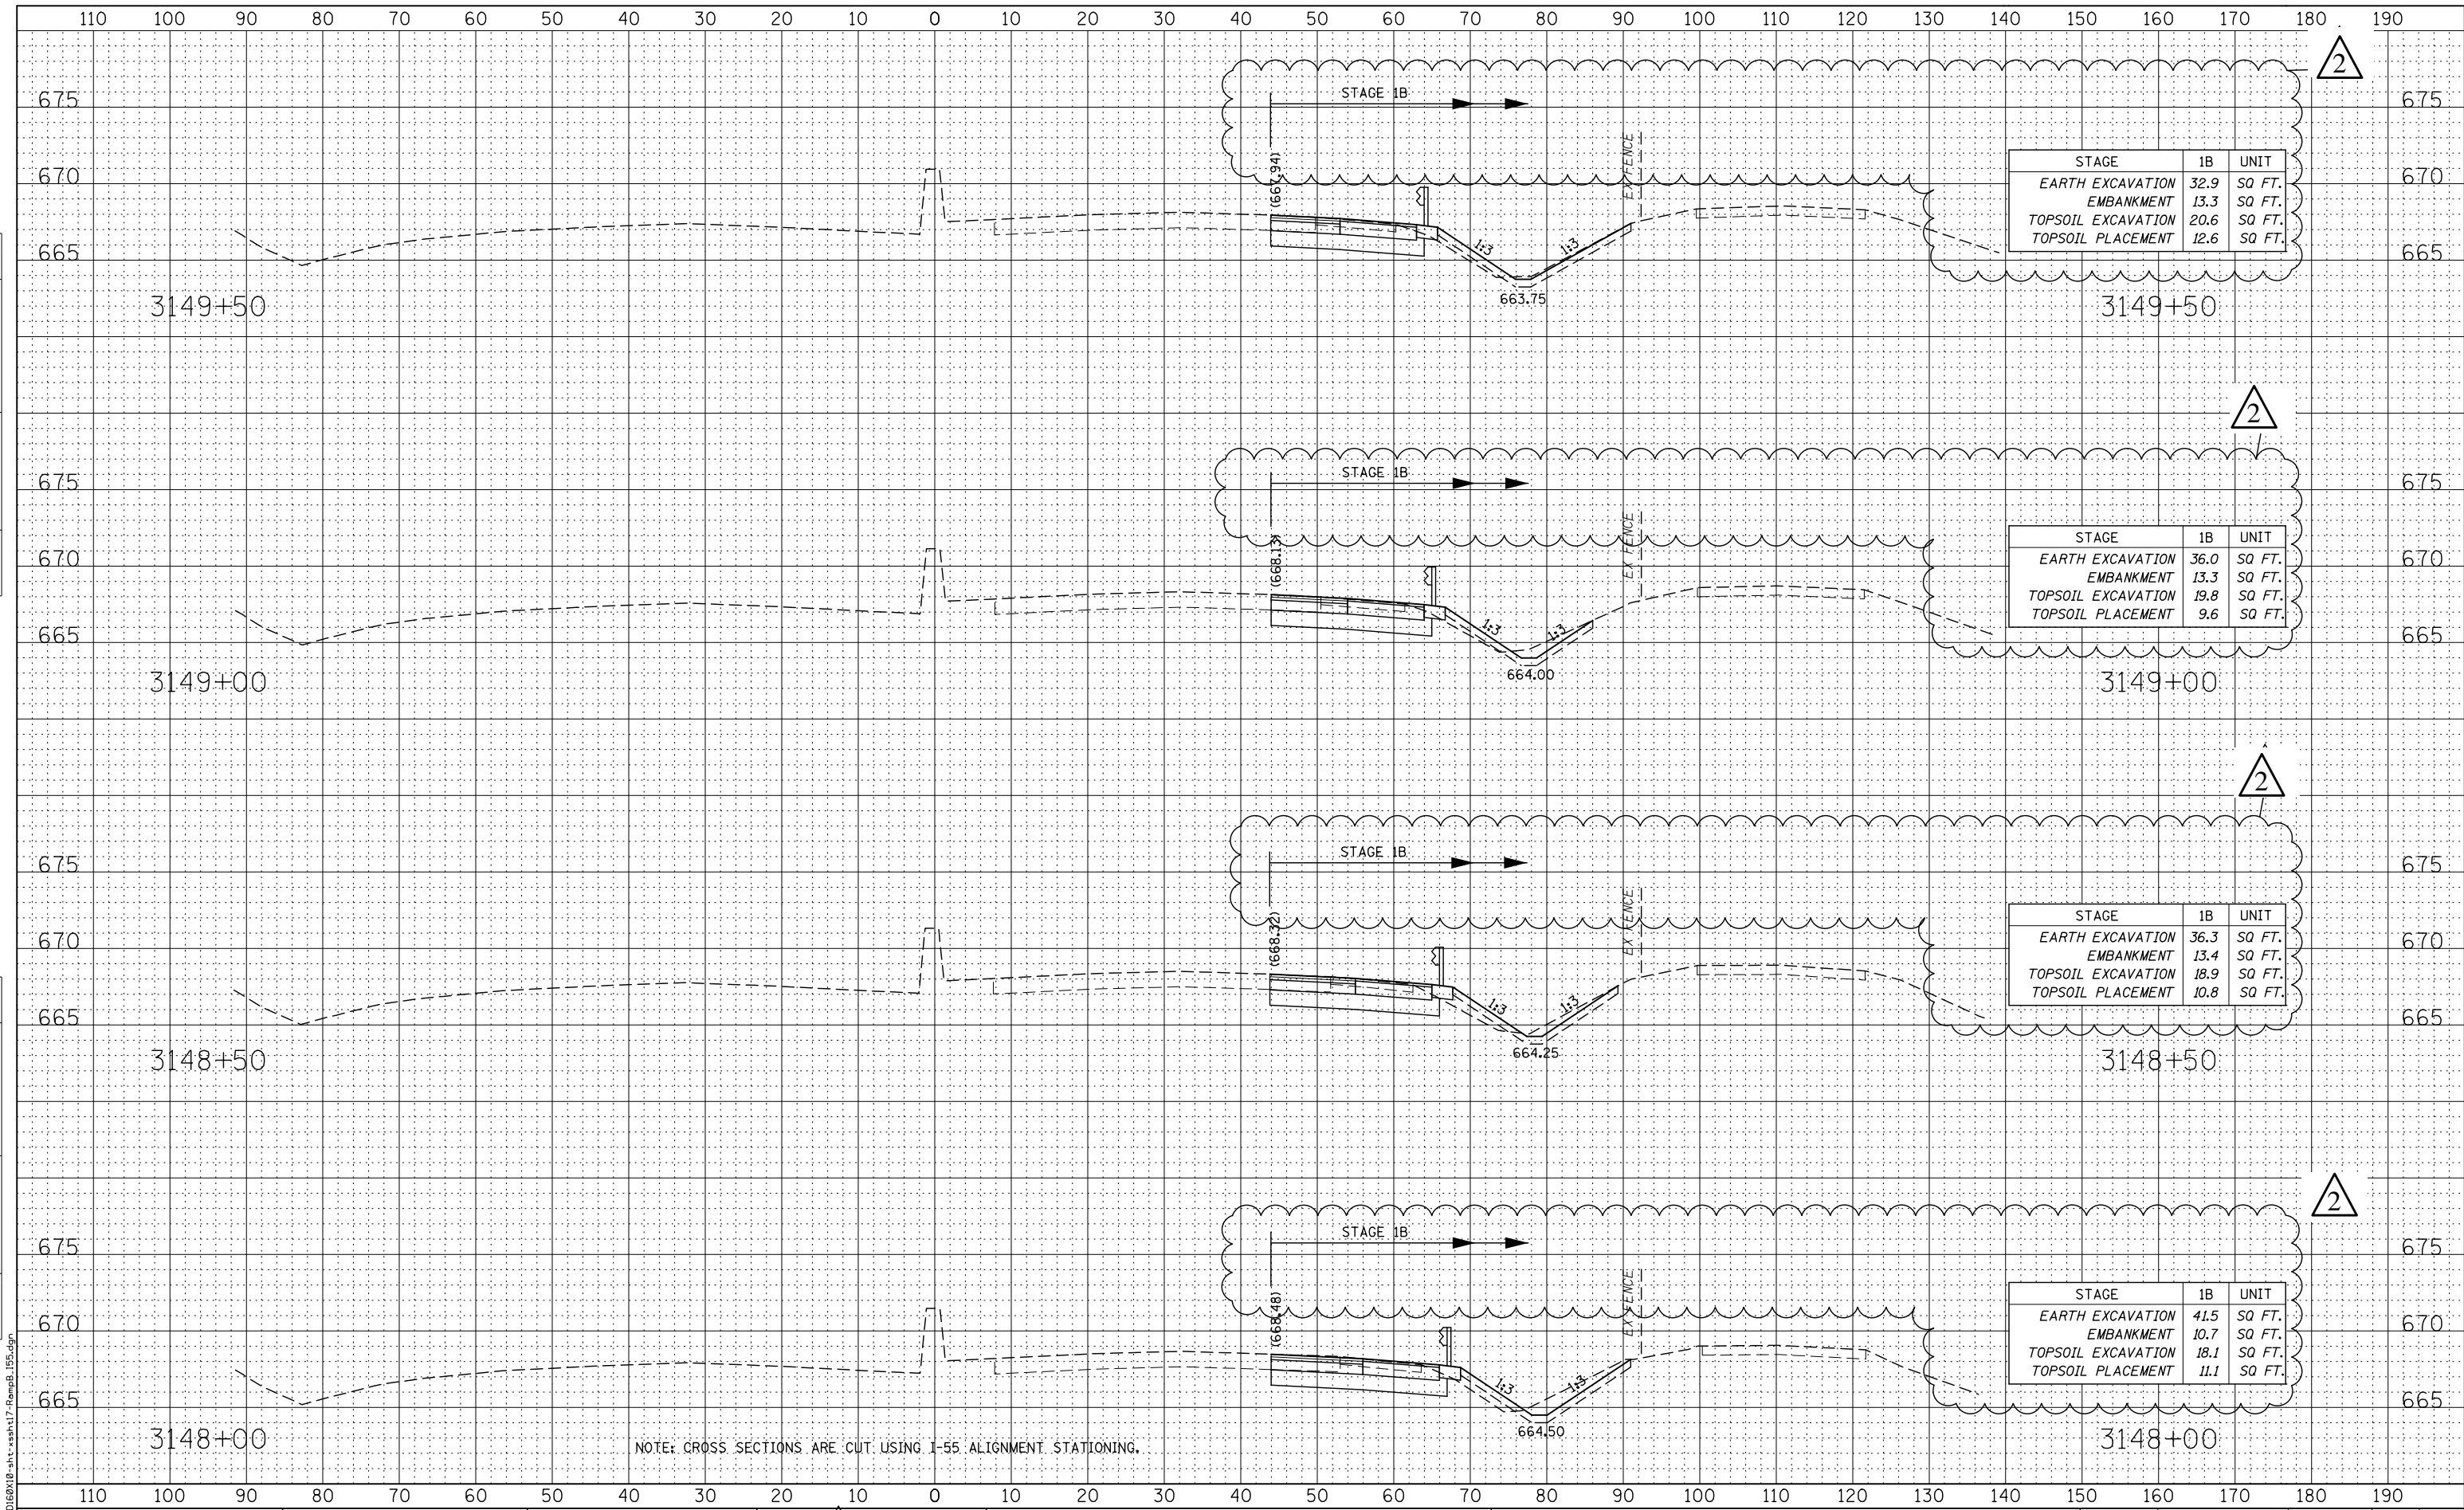 110 100 90 80 70 60 50 40 30 20 10 0 10 20 30 40 50 60 70 80 90 100 110 120 130 140 150 160 170 180 190
2
STAGE 1B
675 675
EX FENCE
(667.94)
STAGE 1B UNIT
EARTH EXCAVATION 32.9 SQ FT.
EMBANKMENT 13.3 SQ FT.
TOPSOIL EXCAVATION 20.6 SQ FT.
TOPSOIL PLACEMENT 12.6 SQ FT.
670 670
1:3 1:3
665 665
663.75
3149+50 3149+50
2
STAGE 1B
675 675
EX FENCE
(668.13)
STAGE 1B UNIT
EARTH EXCAVATION 36.0 SQ FT.
EMBANKMENT 13.3 SQ FT.
TOPSOIL EXCAVATION 19.8 SQ FT.
TOPSOIL PLACEMENT 9.6 SQ FT.
670 670
1:3 1:3
665 665
664.00
3149+00 3149+00
2
STAGE 1B
675 675
EX FENCE
(668.32)
STAGE 1B UNIT
EARTH EXCAVATION 36.3 SQ FT.
EMBANKMENT 13.4 SQ FT.
TOPSOIL EXCAVATION 18.9 SQ FT.
TOPSOIL PLACEMENT 10.8 SQ FT.
670 670
1:3 1:3
665 665
664.25
3148+50 3148+50
2
STAGE 1B
675 675
EX FENCE
(668.48)
STAGE 1B UNIT
EARTH EXCAVATION 41.5 SQ FT.
EMBANKMENT 10.7 SQ FT.
TOPSOIL EXCAVATION 18.1 SQ FT.
TOPSOIL PLACEMENT 11.1 SQ FT.
670 670
1:3 1:3
665 665
664.50
3148+00 3148+00
NOTE: CROSS SECTIONS ARE CUT USING I-55 ALIGNMENT STATIONING.
D160X10-sht-xssht17-RampB_I55.dgn
110 100 90 80 70 60 50 40 30 20 10 0 10 20 30 40 50 60 70 80 90 100 110 120 130 140 150 160 170 180 190